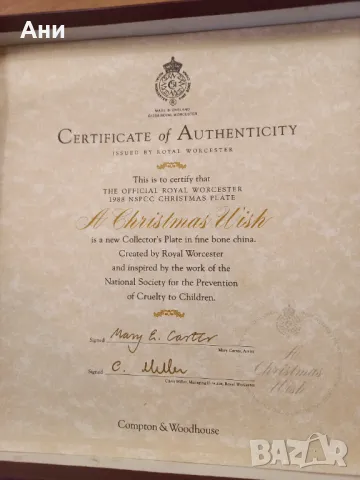 Ани
MADE IN ENGLAND
CERTIFICATE of AUTHENTICITY
ISSUED BY ROYAL WORCESTER
This is to certify that
THE OFFICIAL ROYAL WORCESTER
1988 NSPCC CHRISTMAS PLATE
A Christmas Wish
is a new Collector's Plate in fine bone china.
Created by Royal Worcester
and inspired by the work of the
National Society for the Prevention
of Cruelty to Children.
Signed Mary E. Carter
Mary Carter, Artist
Signed C. Miller
Royal Worcester
A
Christmas
Wish
Compton & Woodhouse
BAZAR
bg